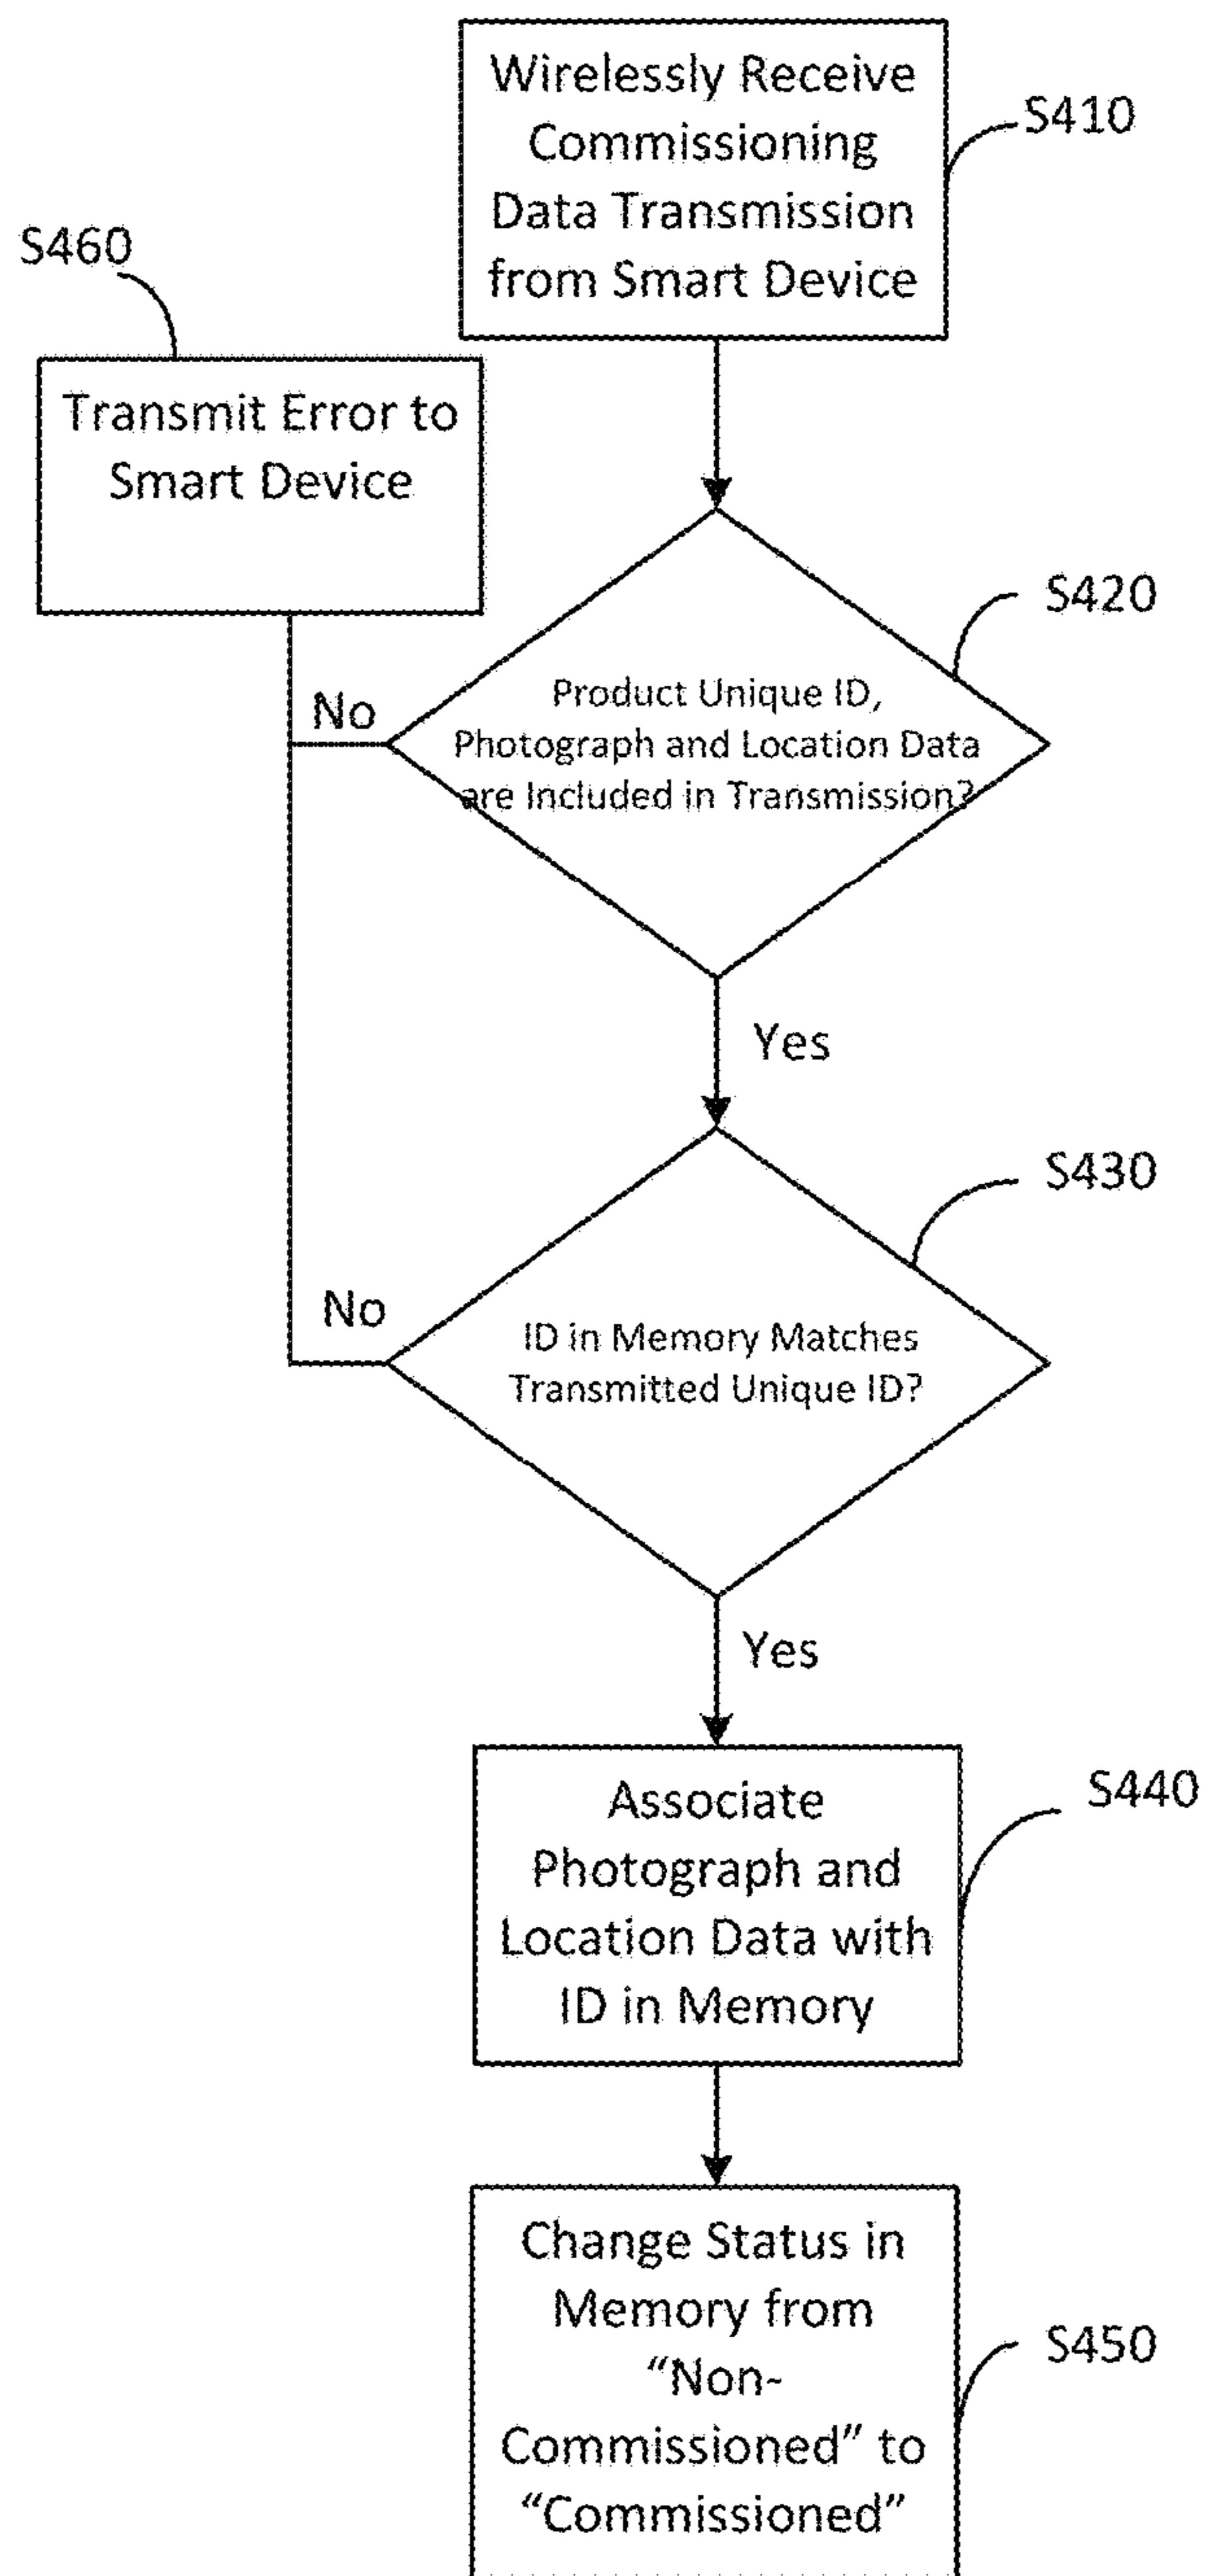 Wirelessly Receive
Commissioning
Data Transmission
from Smart Device
S410
S460
Transmit Error to
Smart Device
S420
Product Unique ID,
Photograph and Location Data
are Included in Transmission?
No
Yes
S430
ID in Memory Matches
Transmitted Unique ID?
No
Yes
S440
Associate
Photograph and
Location Data with
ID in Memory
S450
Change Status in
Memory from
“Non-
Commissioned” to
“Commissioned”